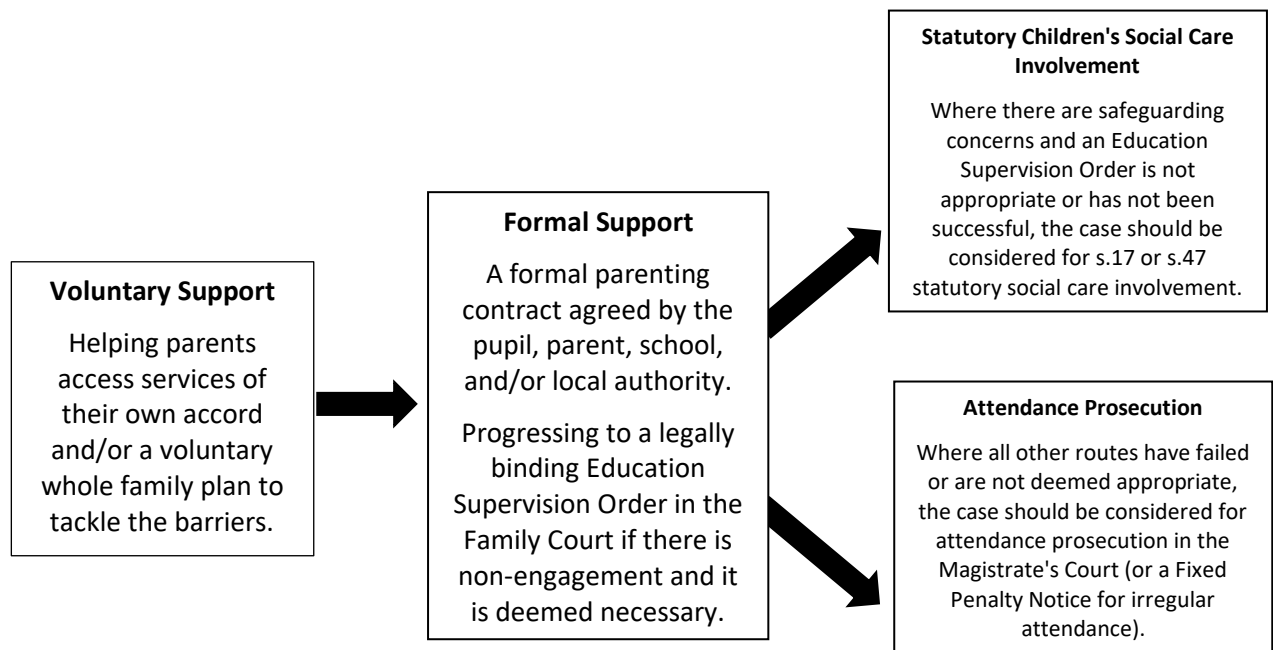 Voluntary Support
Helping parents
access services of
their own accord
and/or a voluntary
whole family plan to
tackle the barriers.
Formal Support
A formal parenting
contract agreed by the
pupil, parent, school,
and/or local authority.
Progressing to a legally
binding Education
Supervision Order in the
Family Court if there is
non-engagement and it
is deemed necessary.
Statutory Children's Social Care
Involvement
Where there are safeguarding
concerns and an Education
Supervision Order is not
appropriate or has not been
successful, the case should be
considered for s.17 or s.47
statutory social care involvement.
Attendance Prosecution
Where all other routes have failed
or are not deemed appropriate,
the case should be considered for
attendance prosecution in the
Magistrate's Court (or a Fixed
Penalty Notice for irregular
attendance).